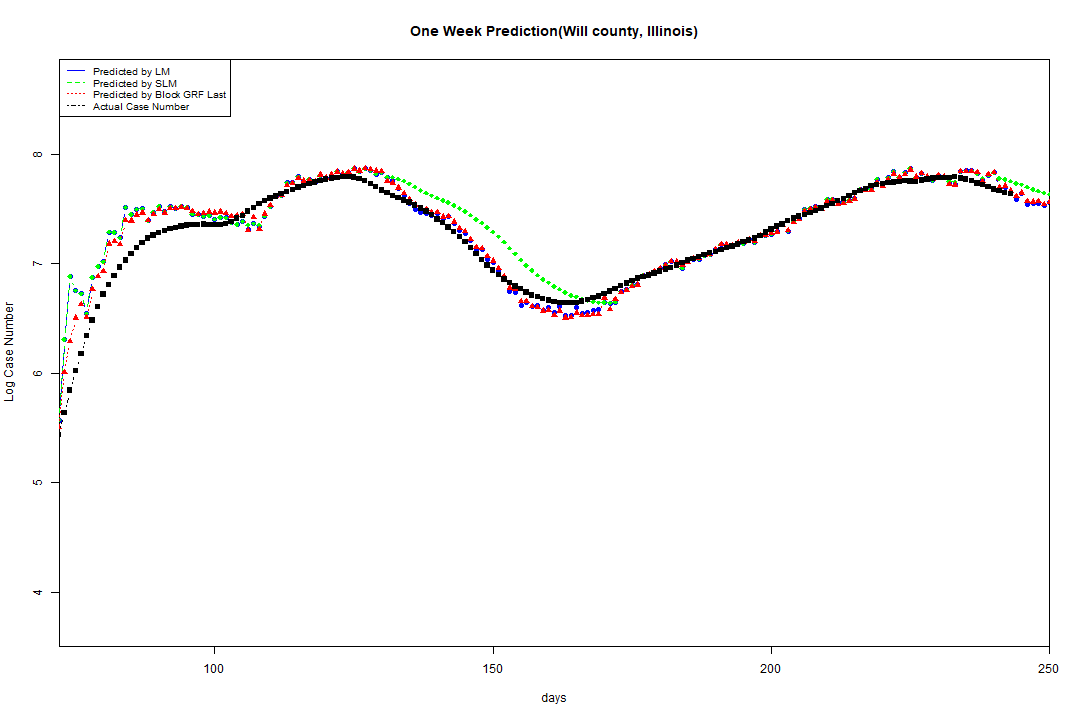 One Week Prediction(Will county, Illinois)
Predicted by LM
Predicted by SLM
Predicted by Block GRF Last
Actual Case Number
8
7
6
5
4
Log Case Number
100 150 200 250
days